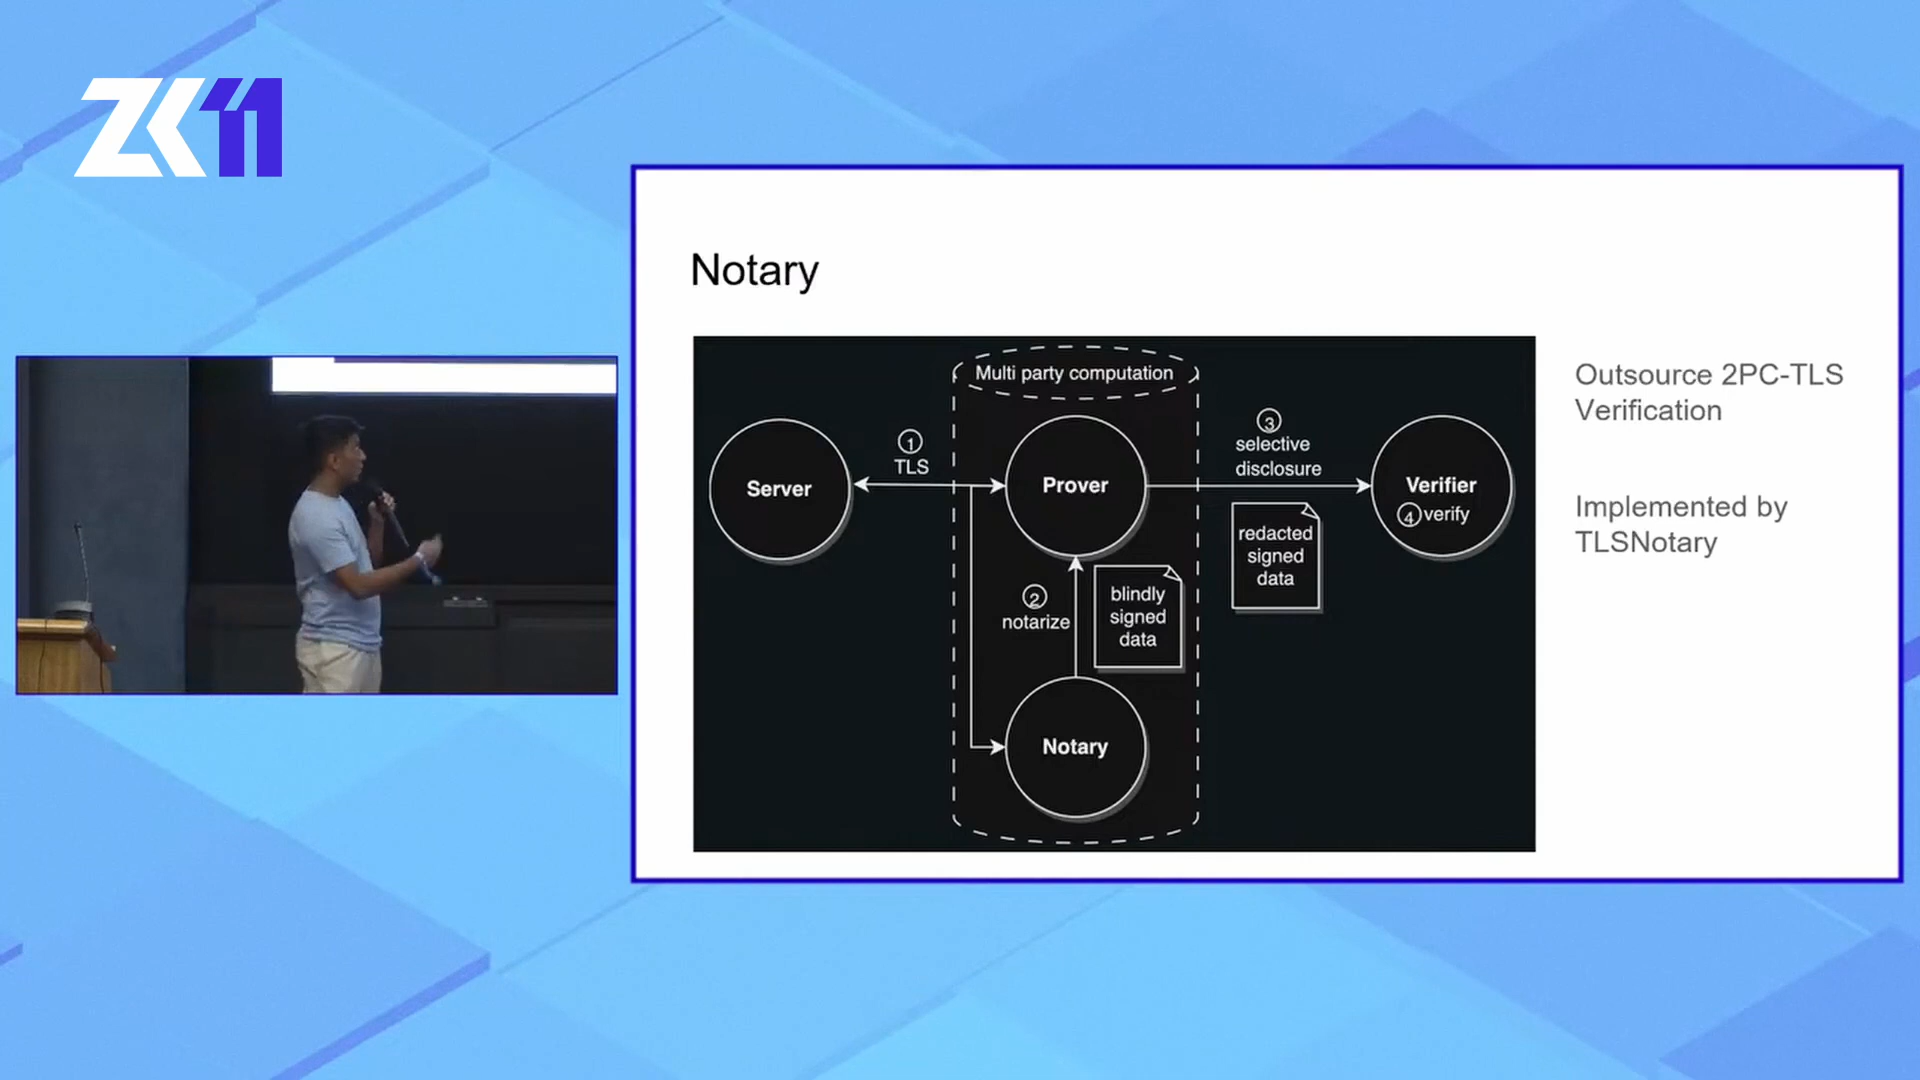 ZK11
Notary
Multi party computation
1
TLS
Server
Prover
3
selective
disclosure
Verifier
4 verify
redacted
signed
data
2
notarize
blindly
signed
data
Notary
Outsource 2PC-TLS
Verification
Implemented by
TLSNotary